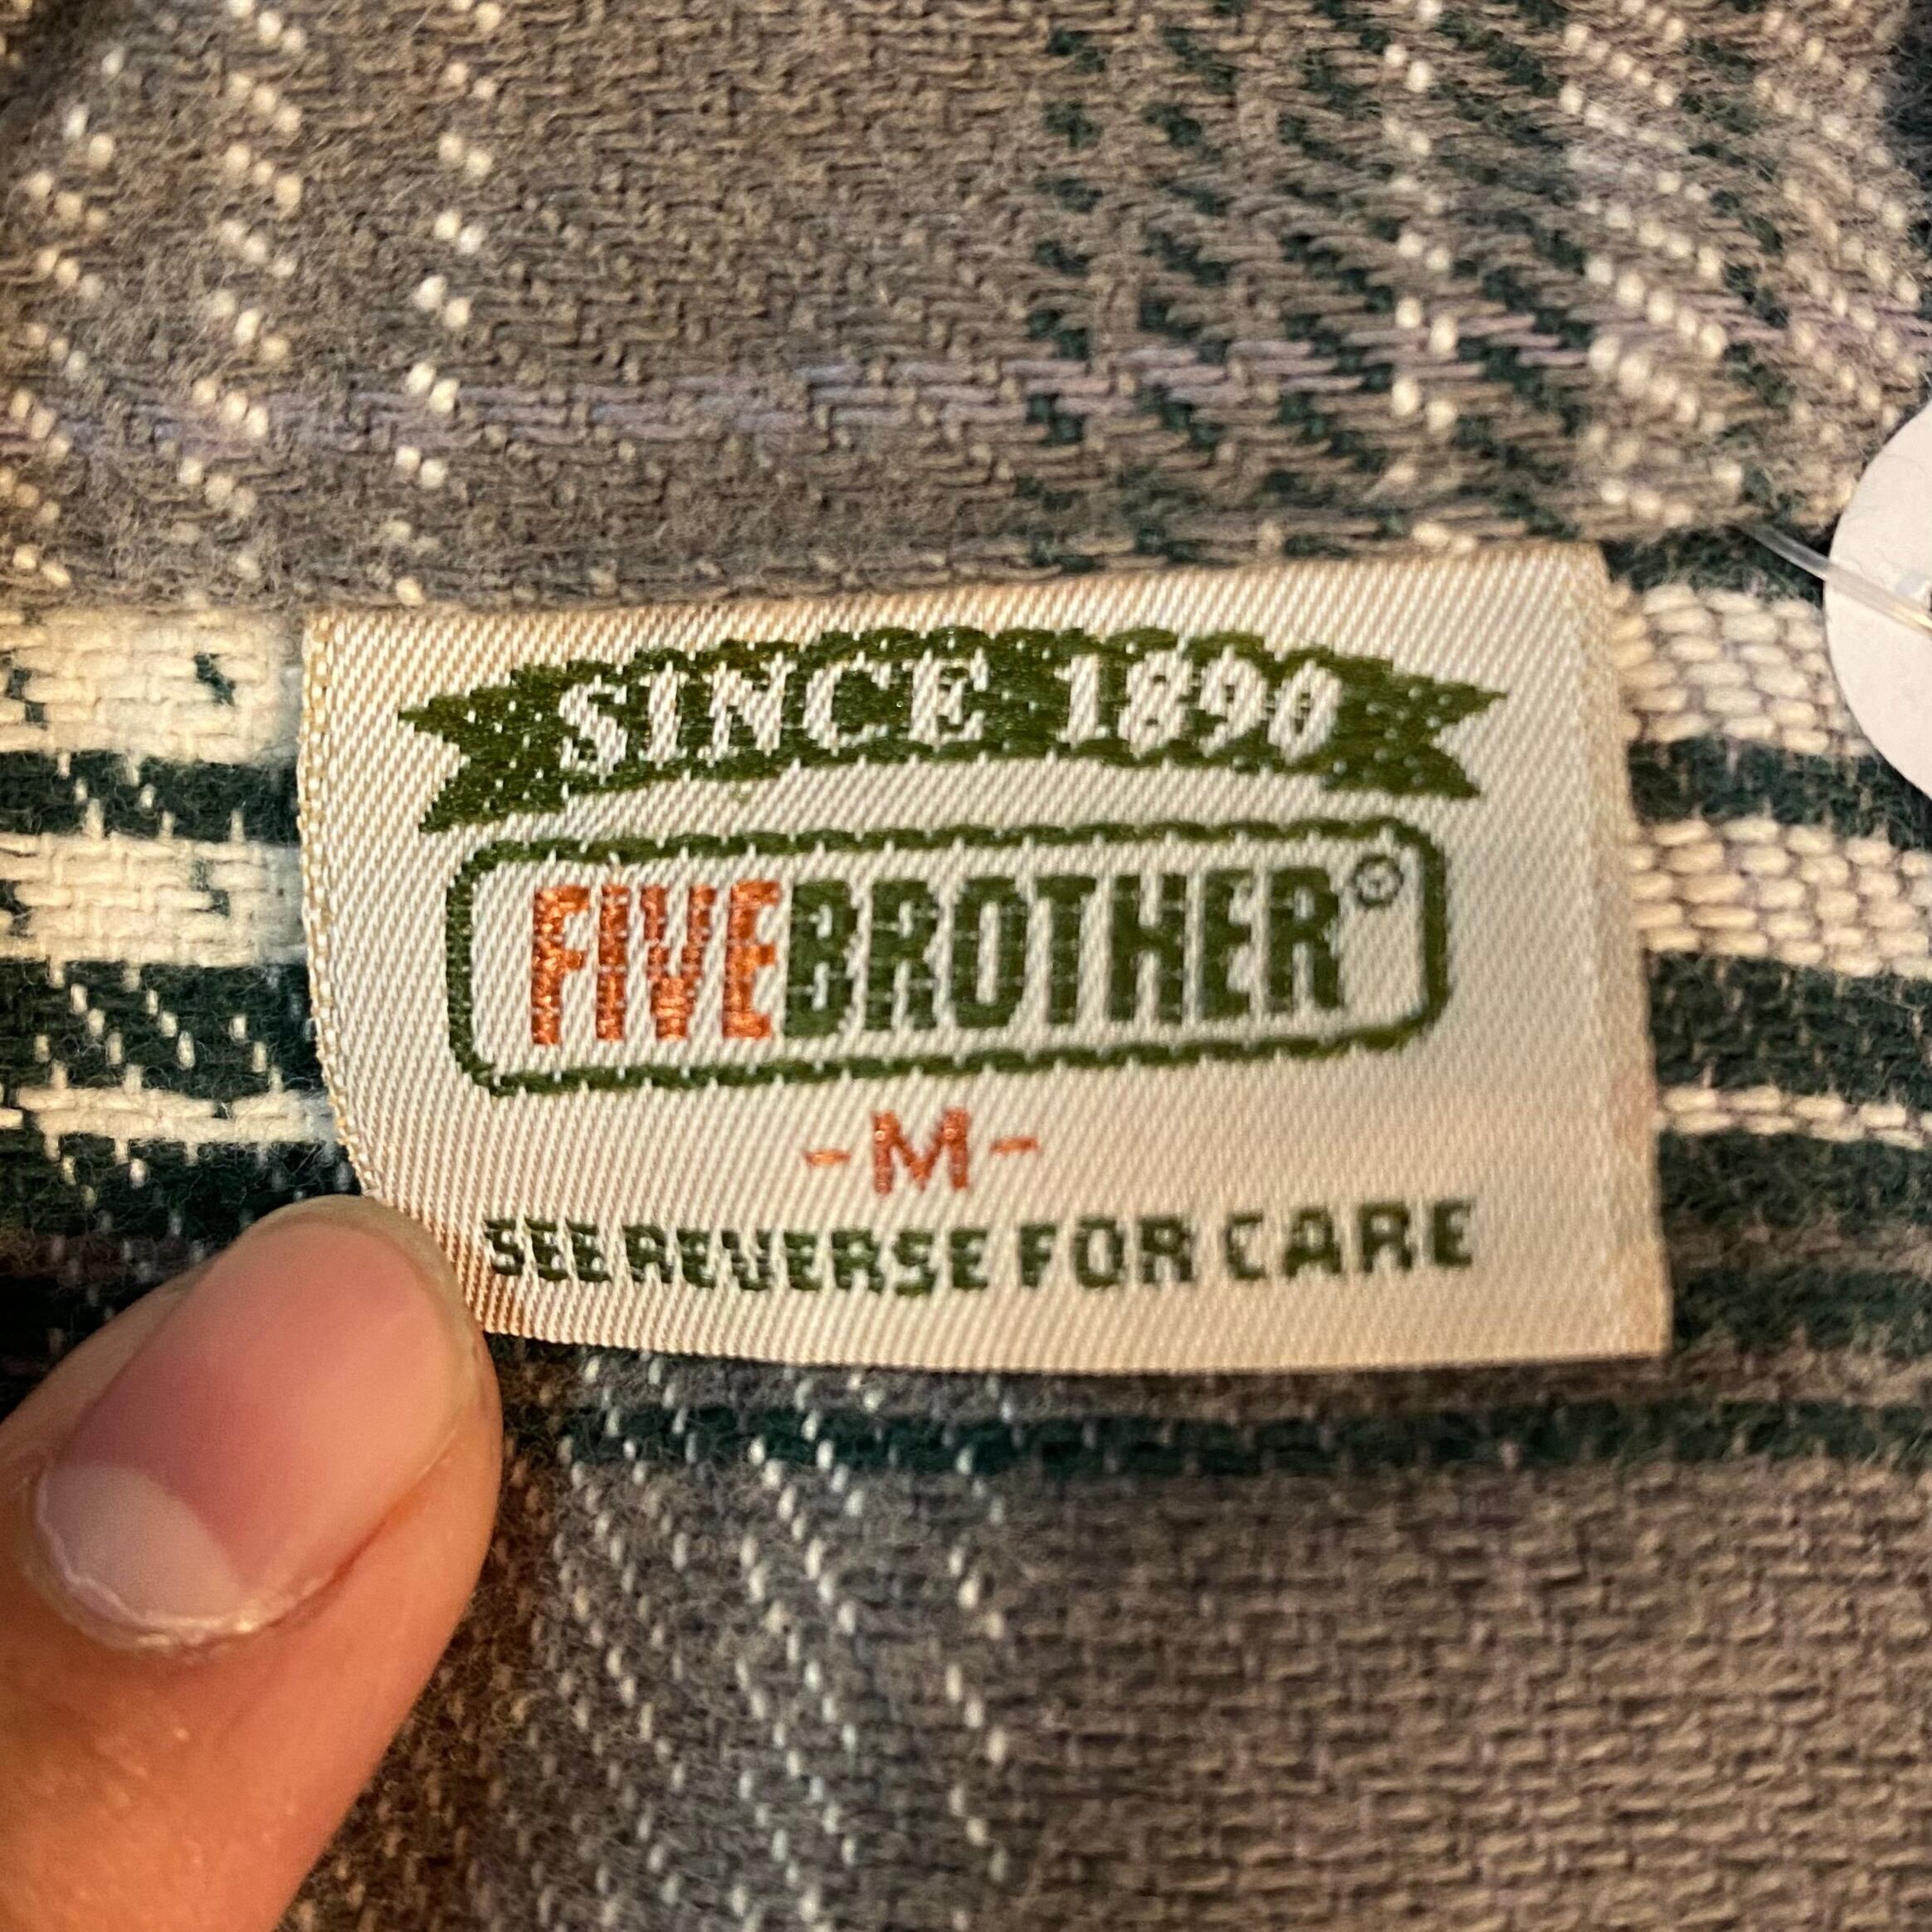 SINCE 1890
FIVEBROTHER®
-M-
SEE REVERSE FOR CARE